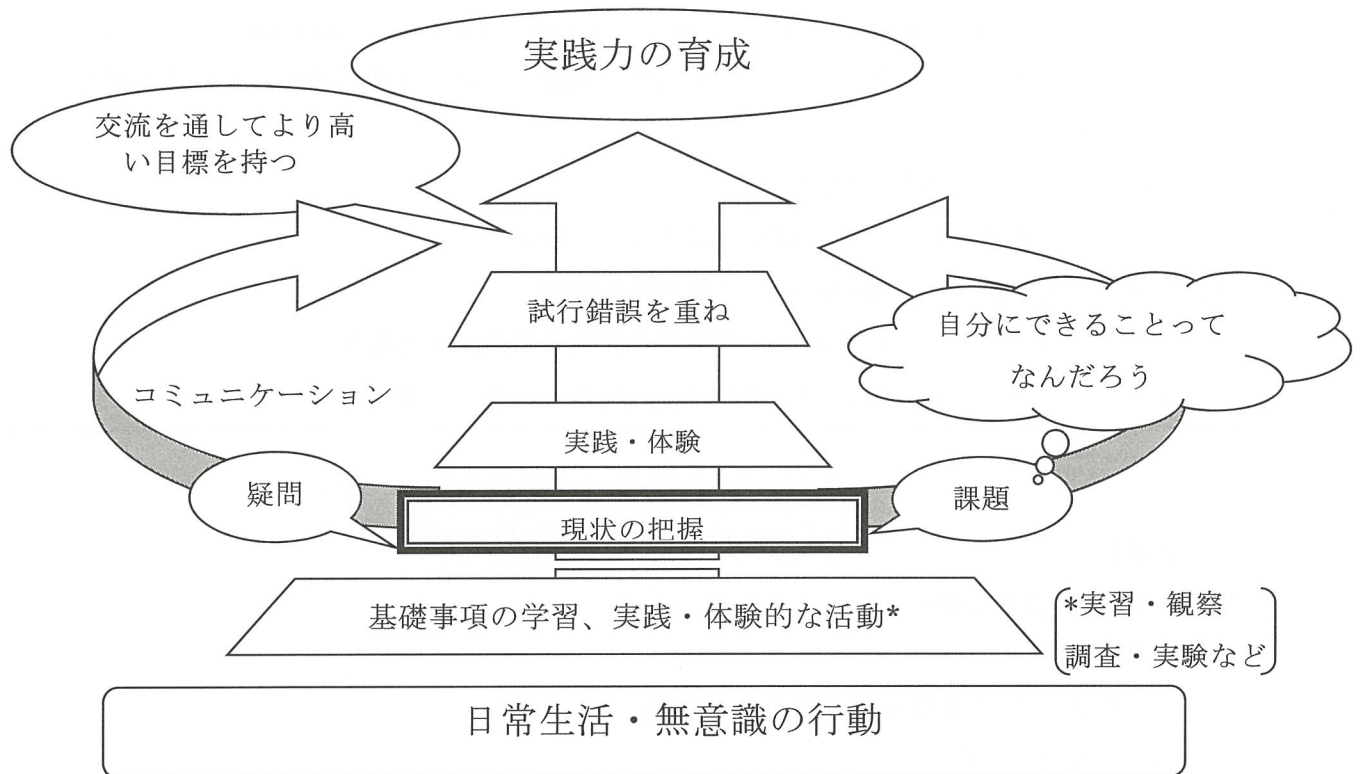 実践力の育成
交流を通してより高
い目標を持つ
試行錯誤を重ね
自分にできることって
なんだろう
コミュニケーション
実践・体験
疑問
課題
現状の把握
基礎事項の学習、実践・体験的な活動*
*実習・観察
調査・実験など
日常生活・無意識の行動